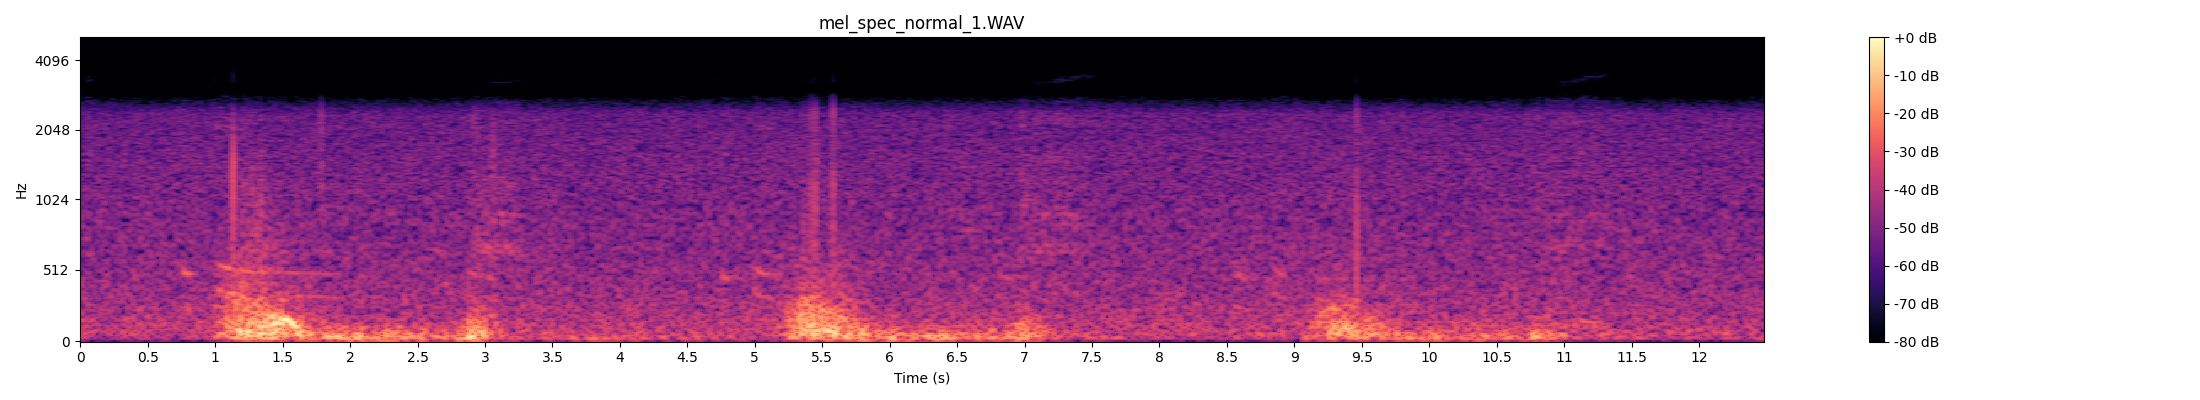 mel_spec_normal_1.WAV
4096
2048
1024
512
0
Hz
0 0.5 1 1.5 2 2.5 3 3.5 4 4.5 5 5.5 6 6.5 7 7.5 8 8.5 9 9.5 10 10.5 11 11.5 12
Time (s)
+0 dB
-10 dB
-20 dB
-30 dB
-40 dB
-50 dB
-60 dB
-70 dB
-80 dB